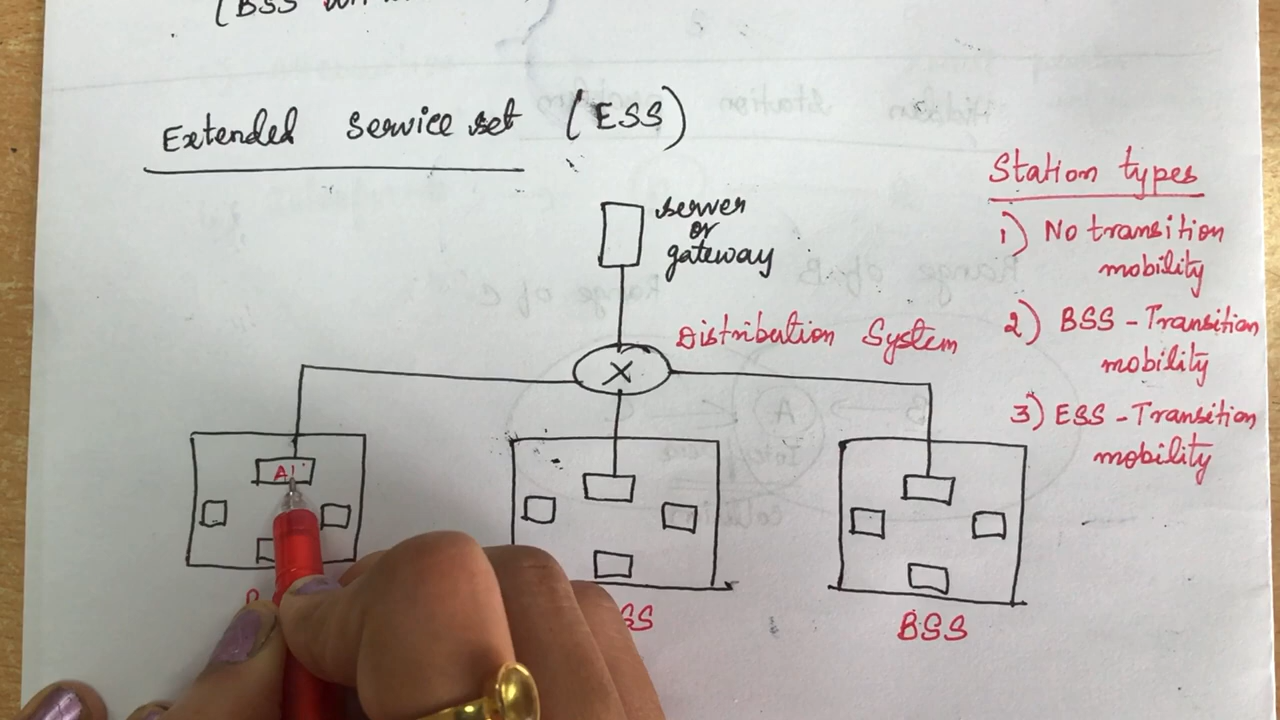 (BSS
Extended Service set (ESS)
Station types
server
or
gateway
1) No transition
mobility
Distribution System
2) BSS - Transition
mobility
X
3) ESS - Transition
mobility
BSS